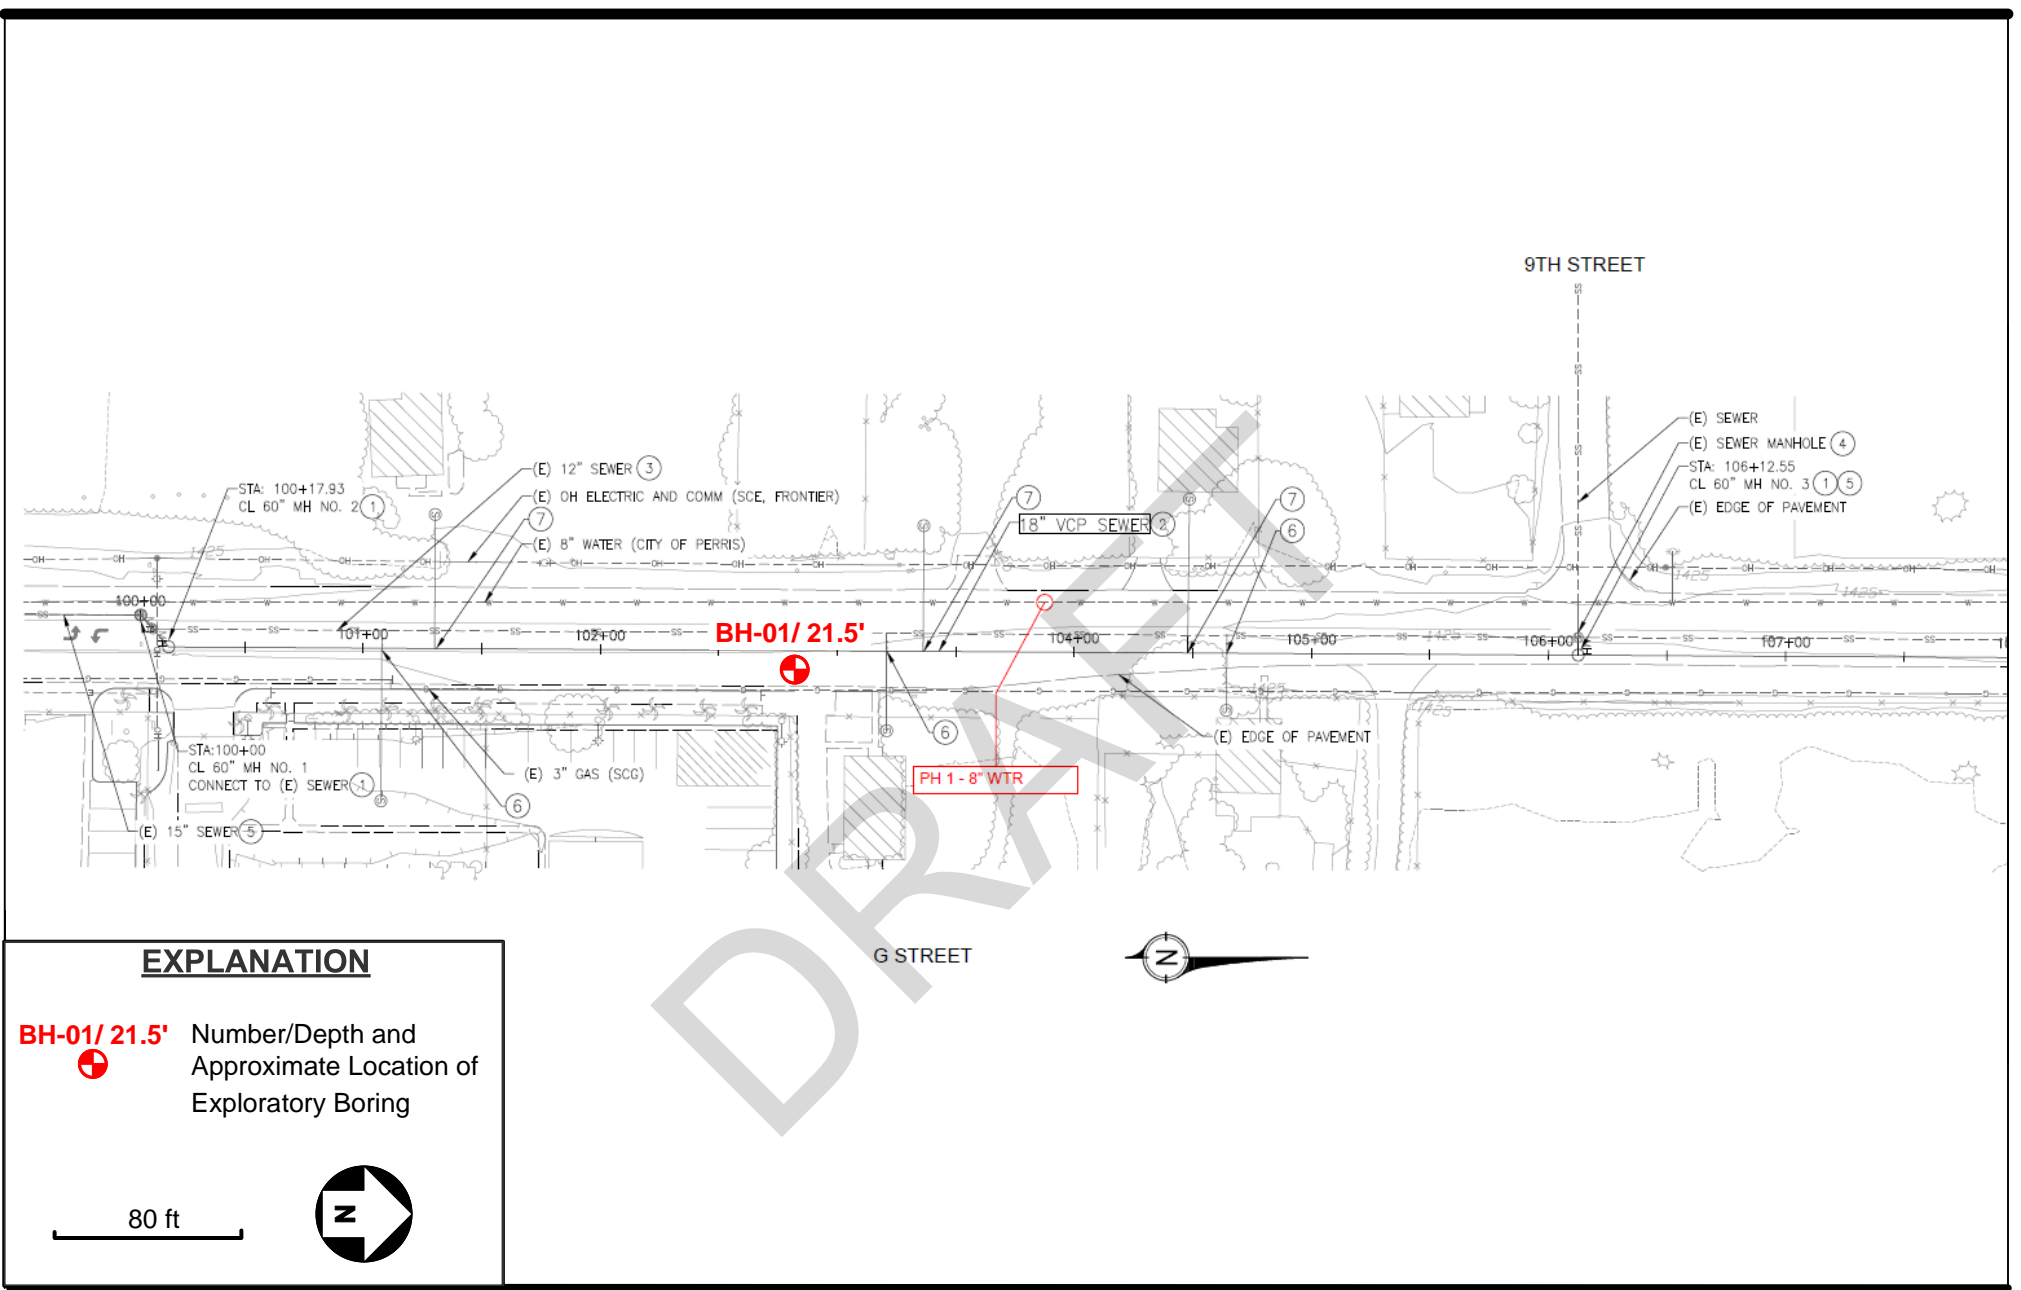 9TH STREET
(E) SEWER
(E) SEWER MANHOLE 4
STA: 106+12.55
CL 60" MH NO. 3 1 5
(E) EDGE OF PAVEMENT
(E) 12" SEWER 3
(E) OH ELECTRIC AND COMM (SCE, FRONTIER)
7
(E) 8" WATER (CITY OF PERRIS)
STA: 100+17.93
CL 60" MH NO. 2 1
7
18" VCP SEWER 2
7
6
1425
1425
1425
100+00
101+00
102+00
BH-01/ 21.5'
104+00
105+00
1425
106+00
107+00
1425
1425
6
(E) EDGE OF PAVEMENT
STA:100+00
CL 60" MH NO. 1
CONNECT TO (E) SEWER 1
(E) 3" GAS (SCG)
6
PH 1 - 8" WTR
(E) 15" SEWER 5
DRAFT
G STREET
N
EXPLANATION
BH-01/ 21.5'
Number/Depth and
Approximate Location of
Exploratory Boring
80 ft
N